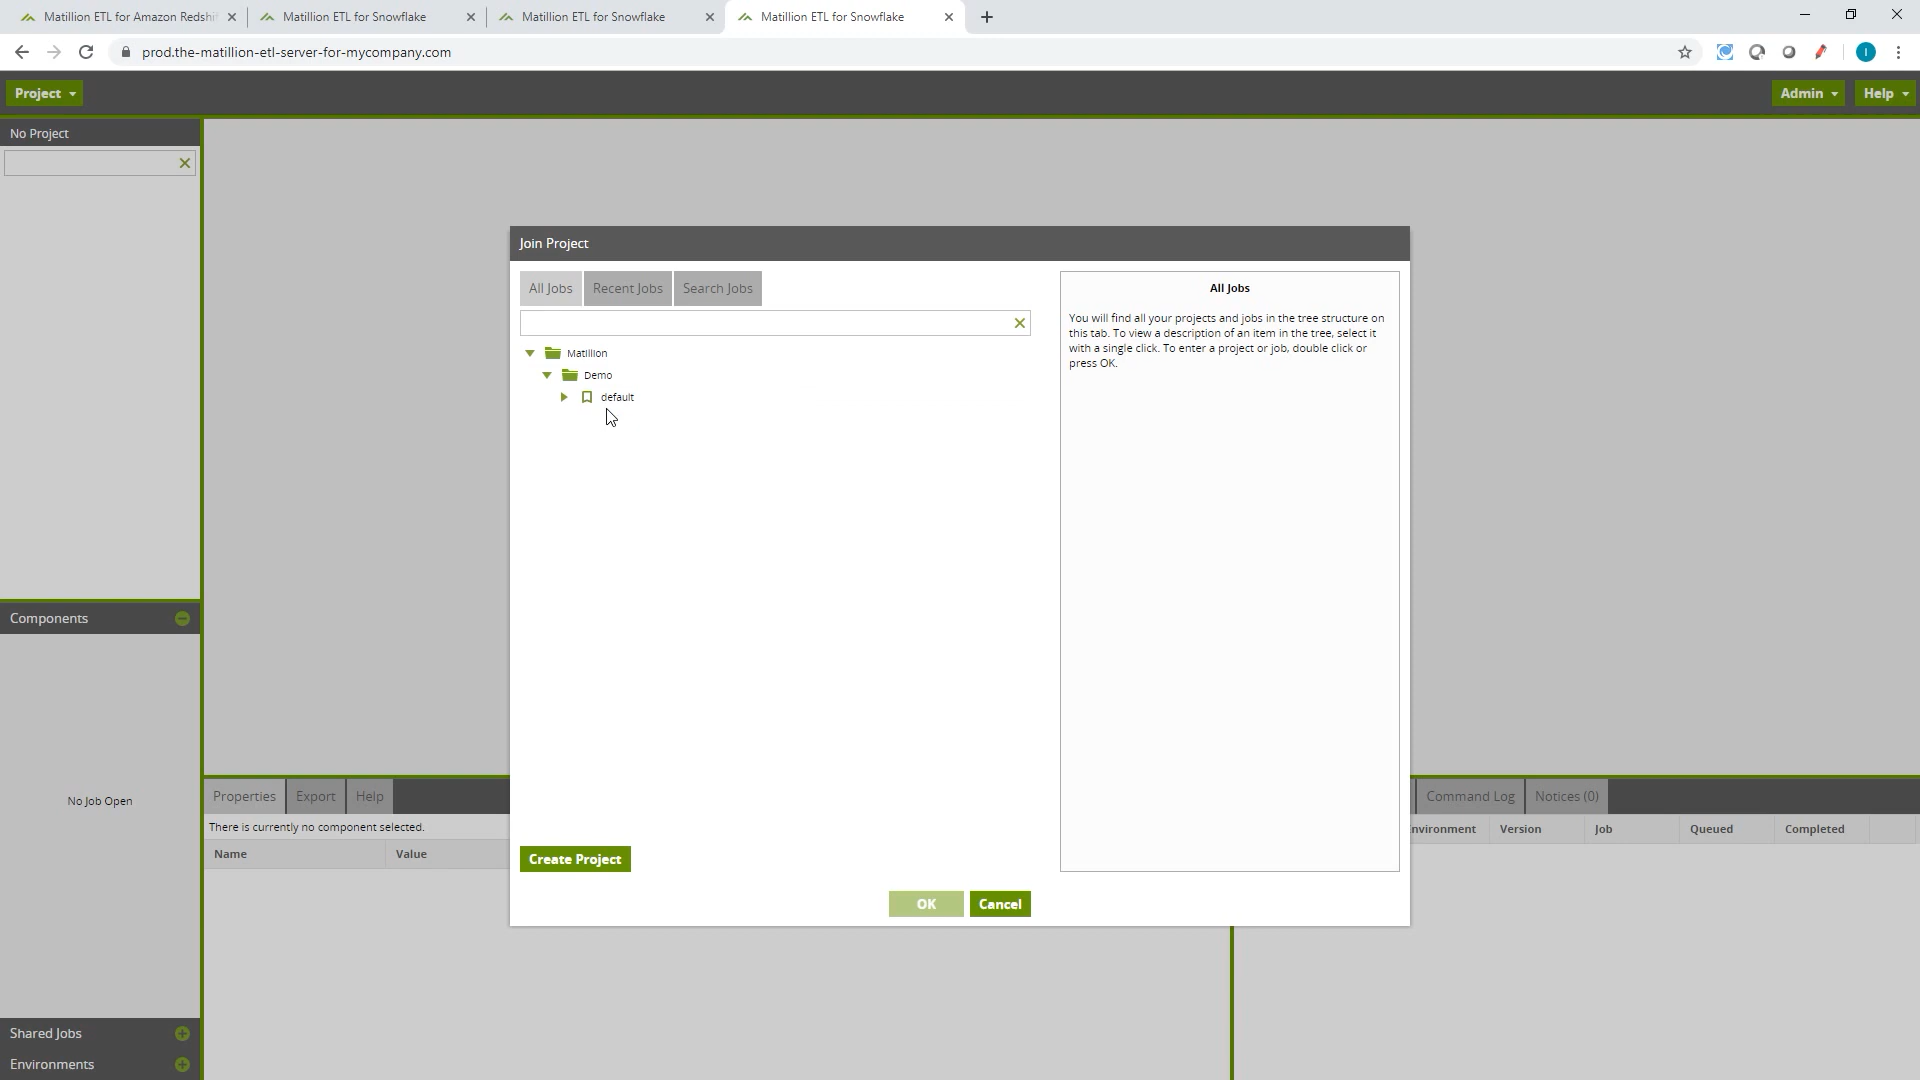 Matillion ETL for Amazon Redshi
Matillion ETL for Snowflake
Matillion ETL for Snowflake
Matillion ETL for Snowflake
prod.the-matillion-etl-server-for-mycompany.com
I
Project
Admin
Help
No Project
Join Project
All Jobs
Recent Jobs
Search Jobs
Matillion
Demo
default
All Jobs
You will find all your projects and jobs in the tree structure on
this tab. To view a description of an item in the tree, select it
with a single click. To enter a project or job, double click or
press OK.
Create Project
OK
Cancel
Components
No Job Open
Shared Jobs
Environments
Properties
Export
Help
There is currently no component selected.
Name
Value
Command Log
Notices (0)
nvironment
Version
Job
Queued
Completed